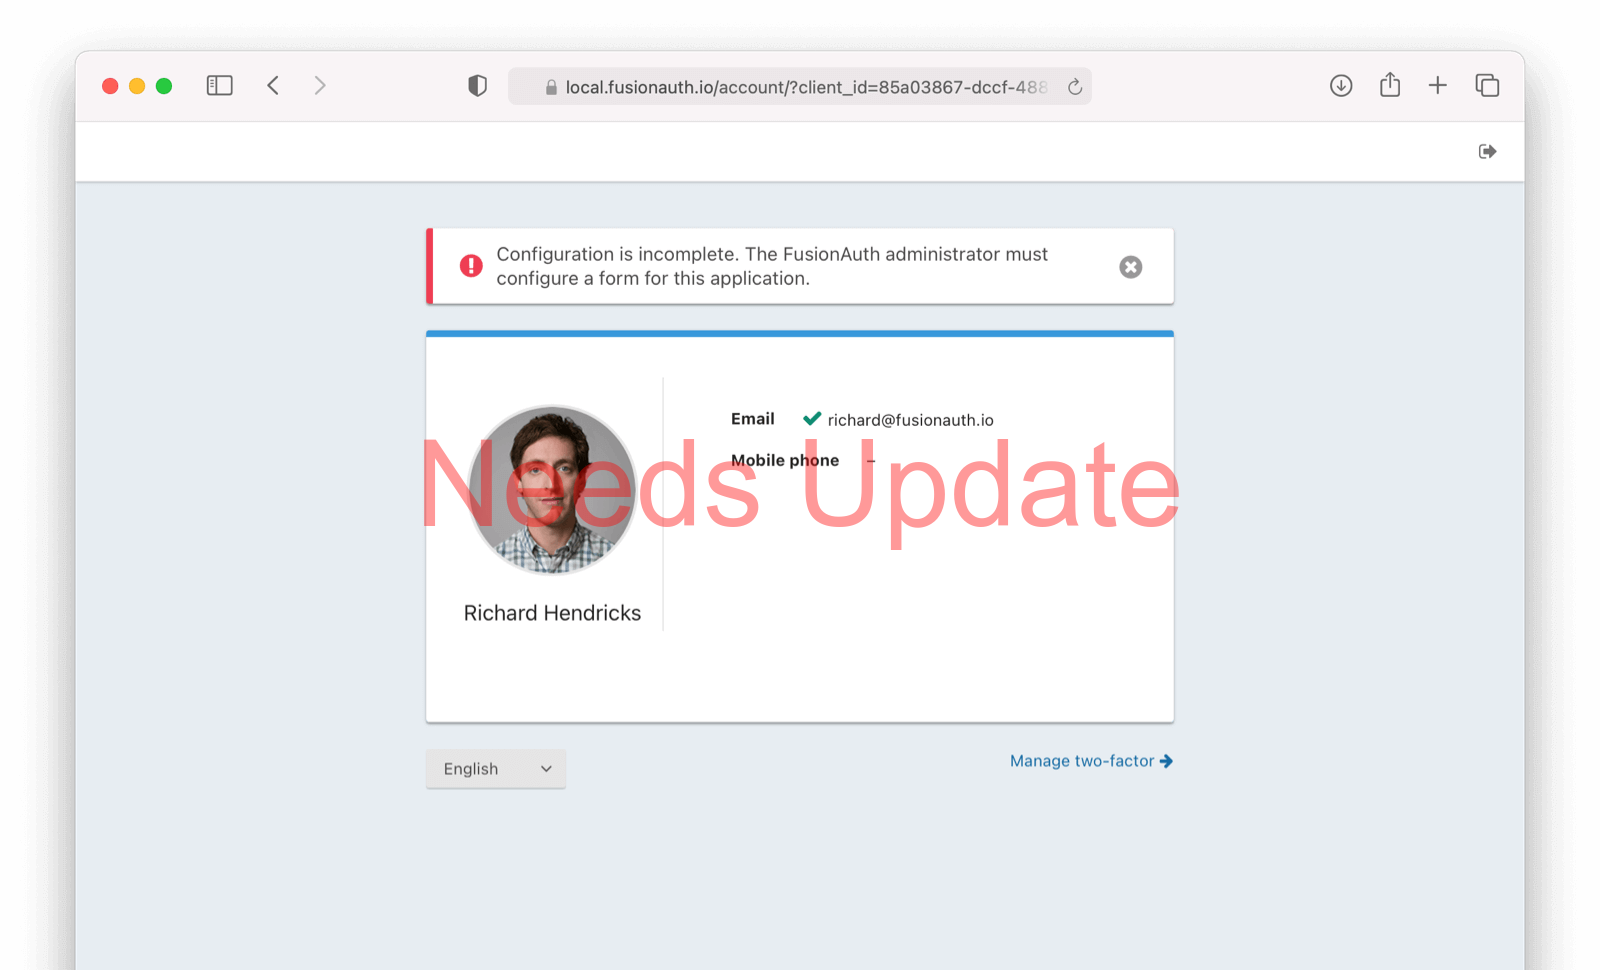 local.fusionauth.io/account/?client_id=85a03867-dccf-488
Configuration is incomplete. The FusionAuth administrator must
configure a form for this application.
Email richard@fusionauth.io
Mobile phone –
Needs Update
Richard Hendricks
English
Manage two-factor